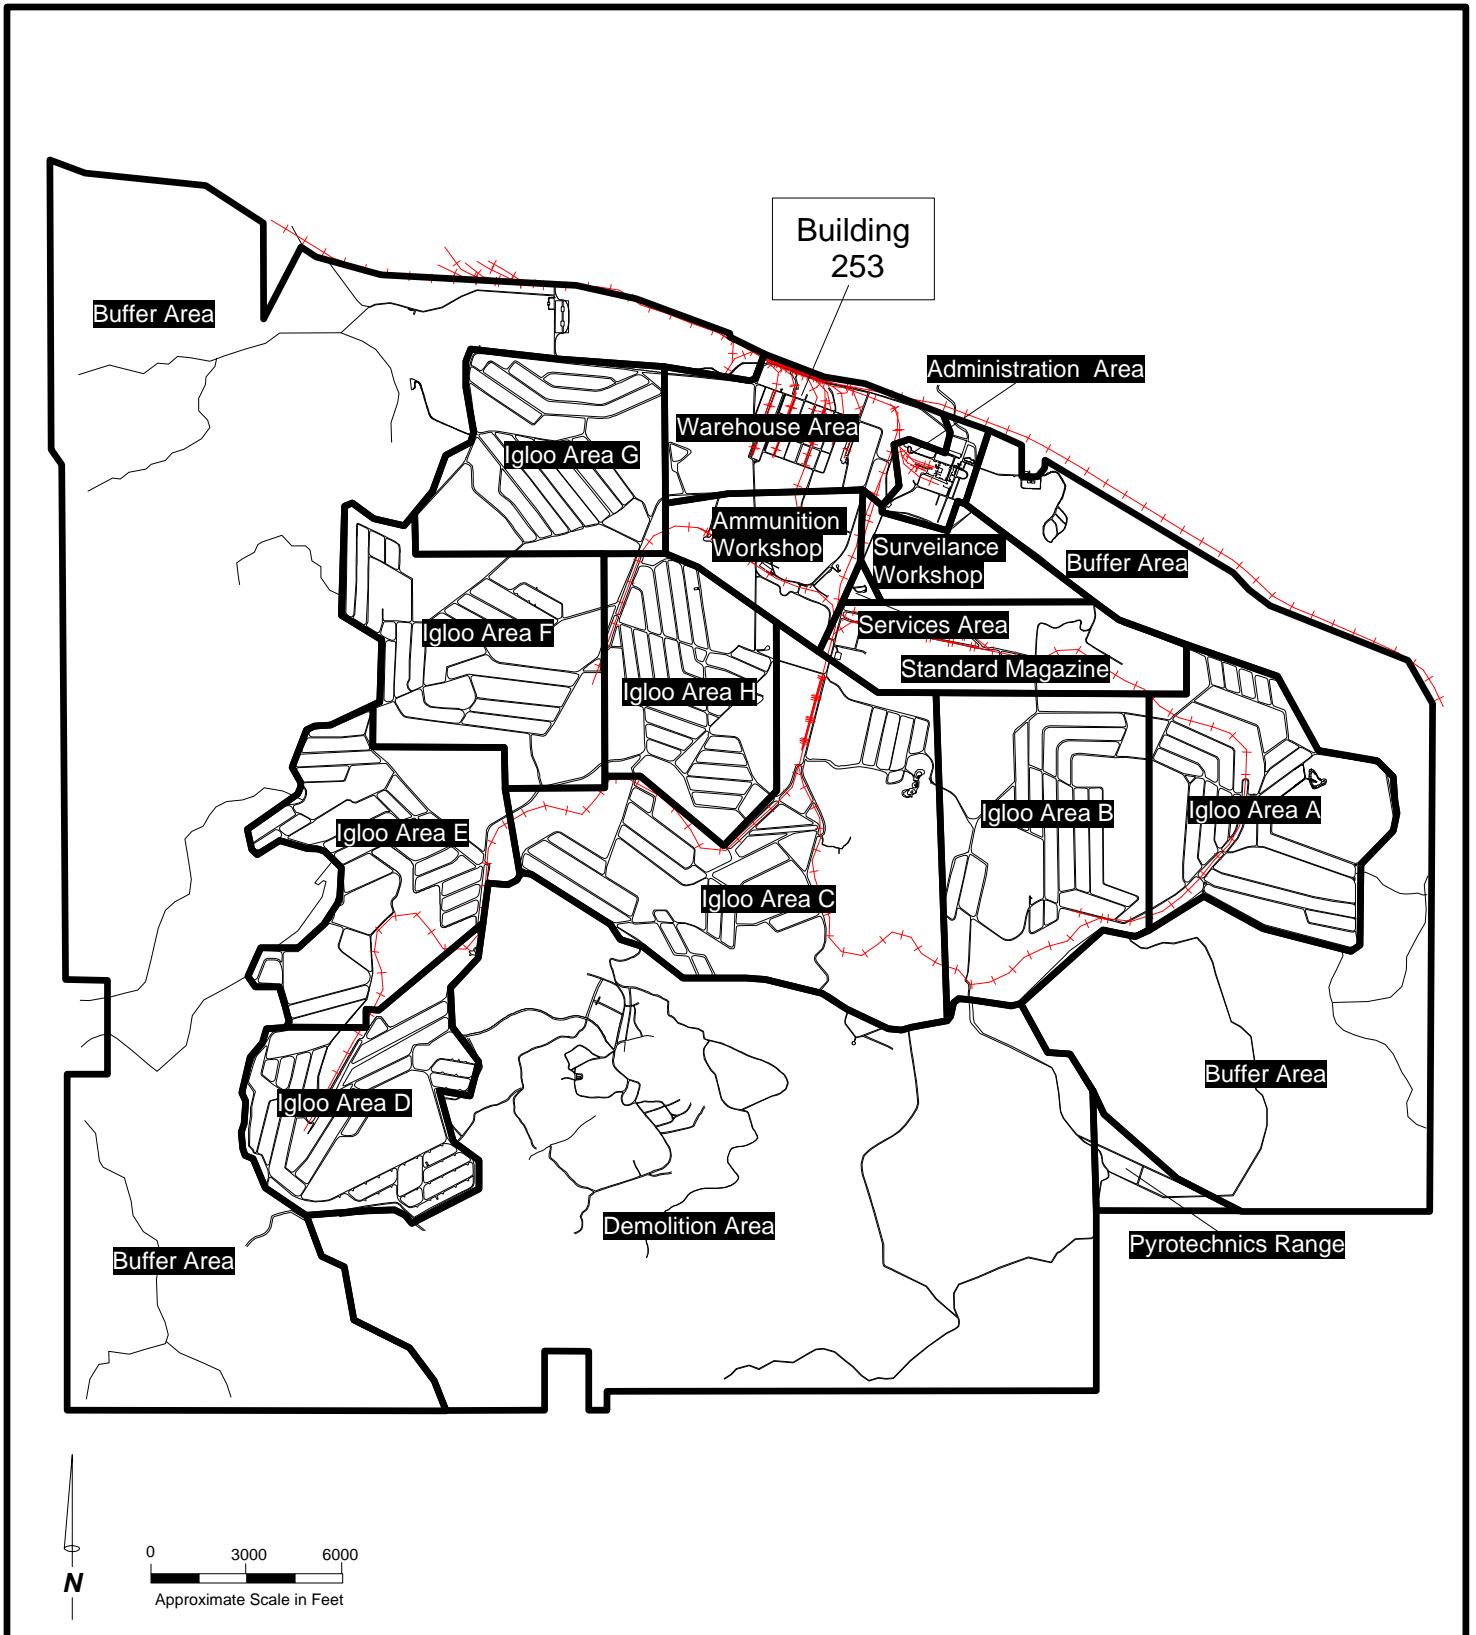 Building
253
Buffer Area
Administration Area
Warehouse Area
Igloo Area G
Ammunition
Workshop
Surveilance
Workshop
Buffer Area
Services Area
Igloo Area F
Standard Magazine
Igloo Area H
Igloo Area B
Igloo Area A
Igloo Area E
Igloo Area C
Buffer Area
Igloo Area D
Demolition Area
Pyrotechnics Range
Buffer Area
0 3000 6000
Approximate Scale in Feet
N